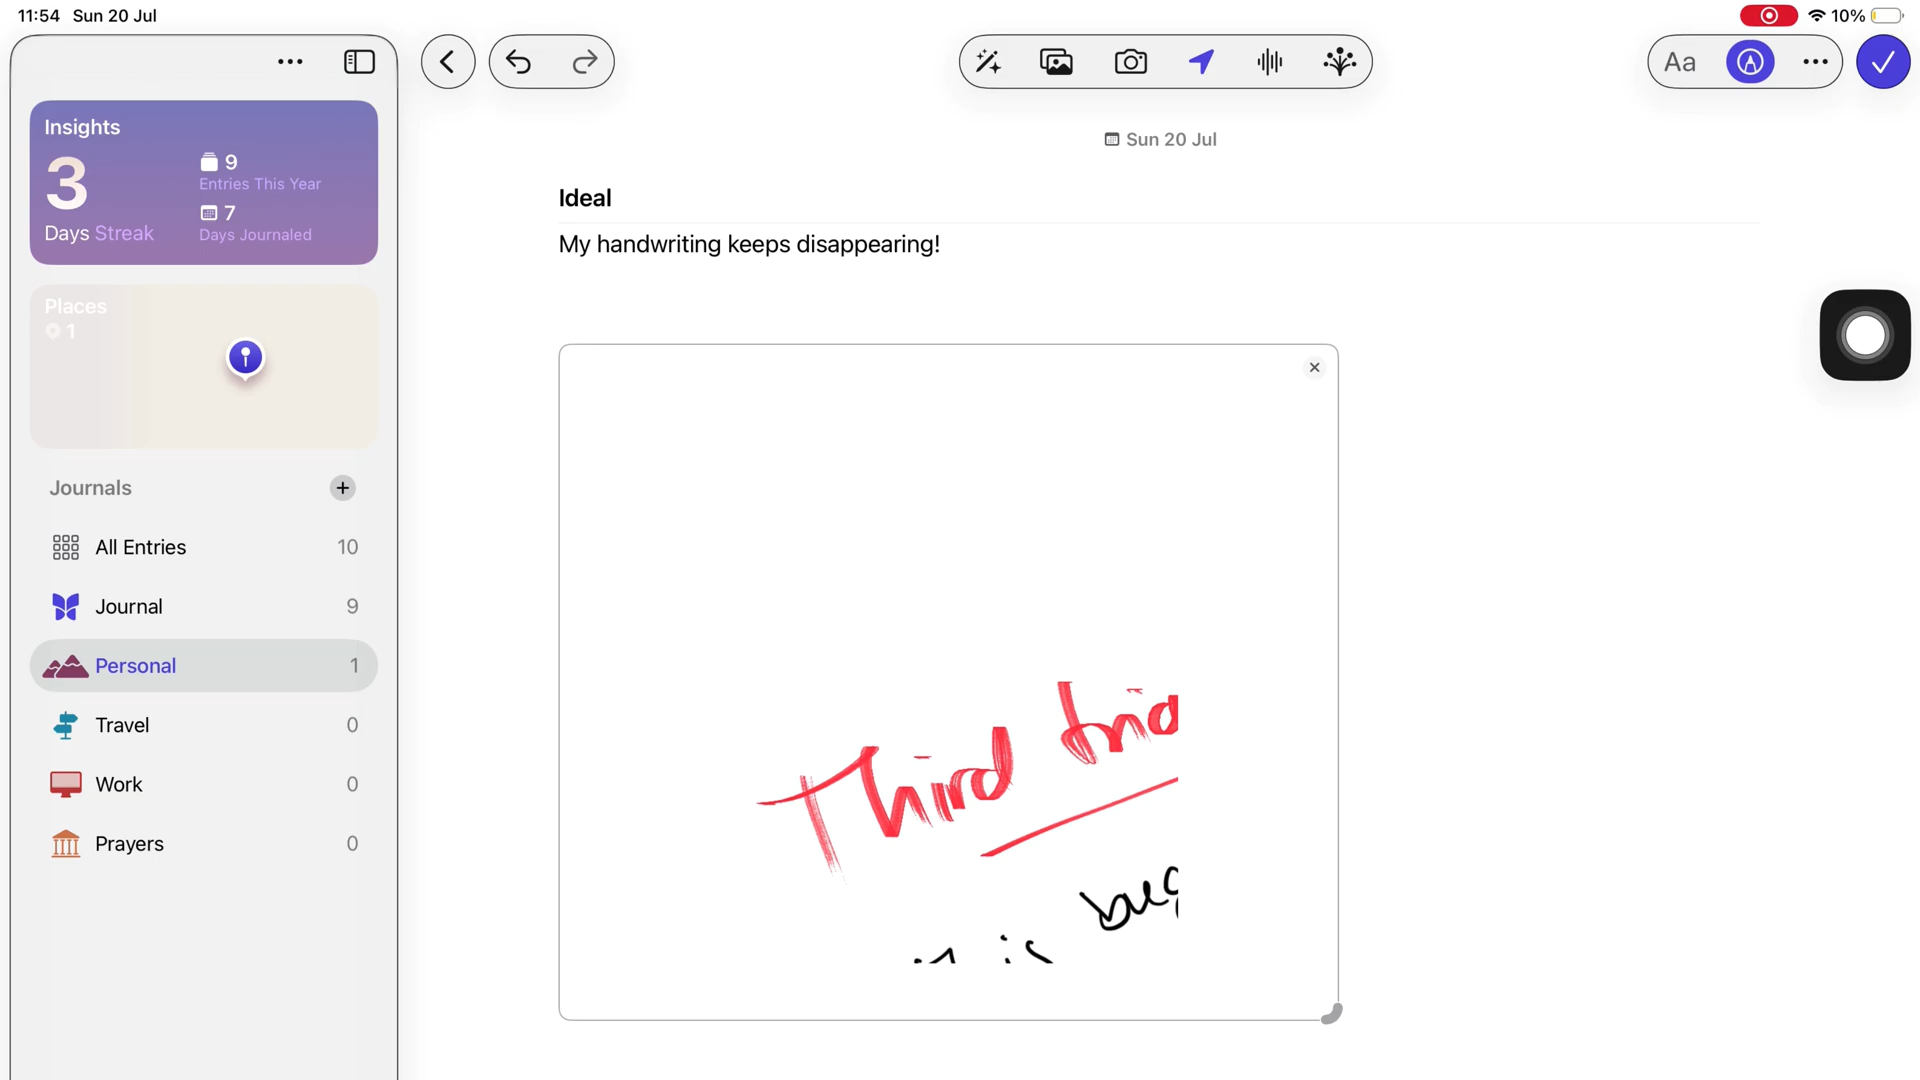 11:54 Sun 20 Jul
10%
Insights
3
Days Streak
9
Entries This Year
7
Days Journaled
Places
1
Journals
All Entries 10
Journal 9
Personal 1
Travel 0
Work 0
Prayers 0
Aa
Sun 20 Jul
Ideal
My handwriting keeps disappearing!
Third
is